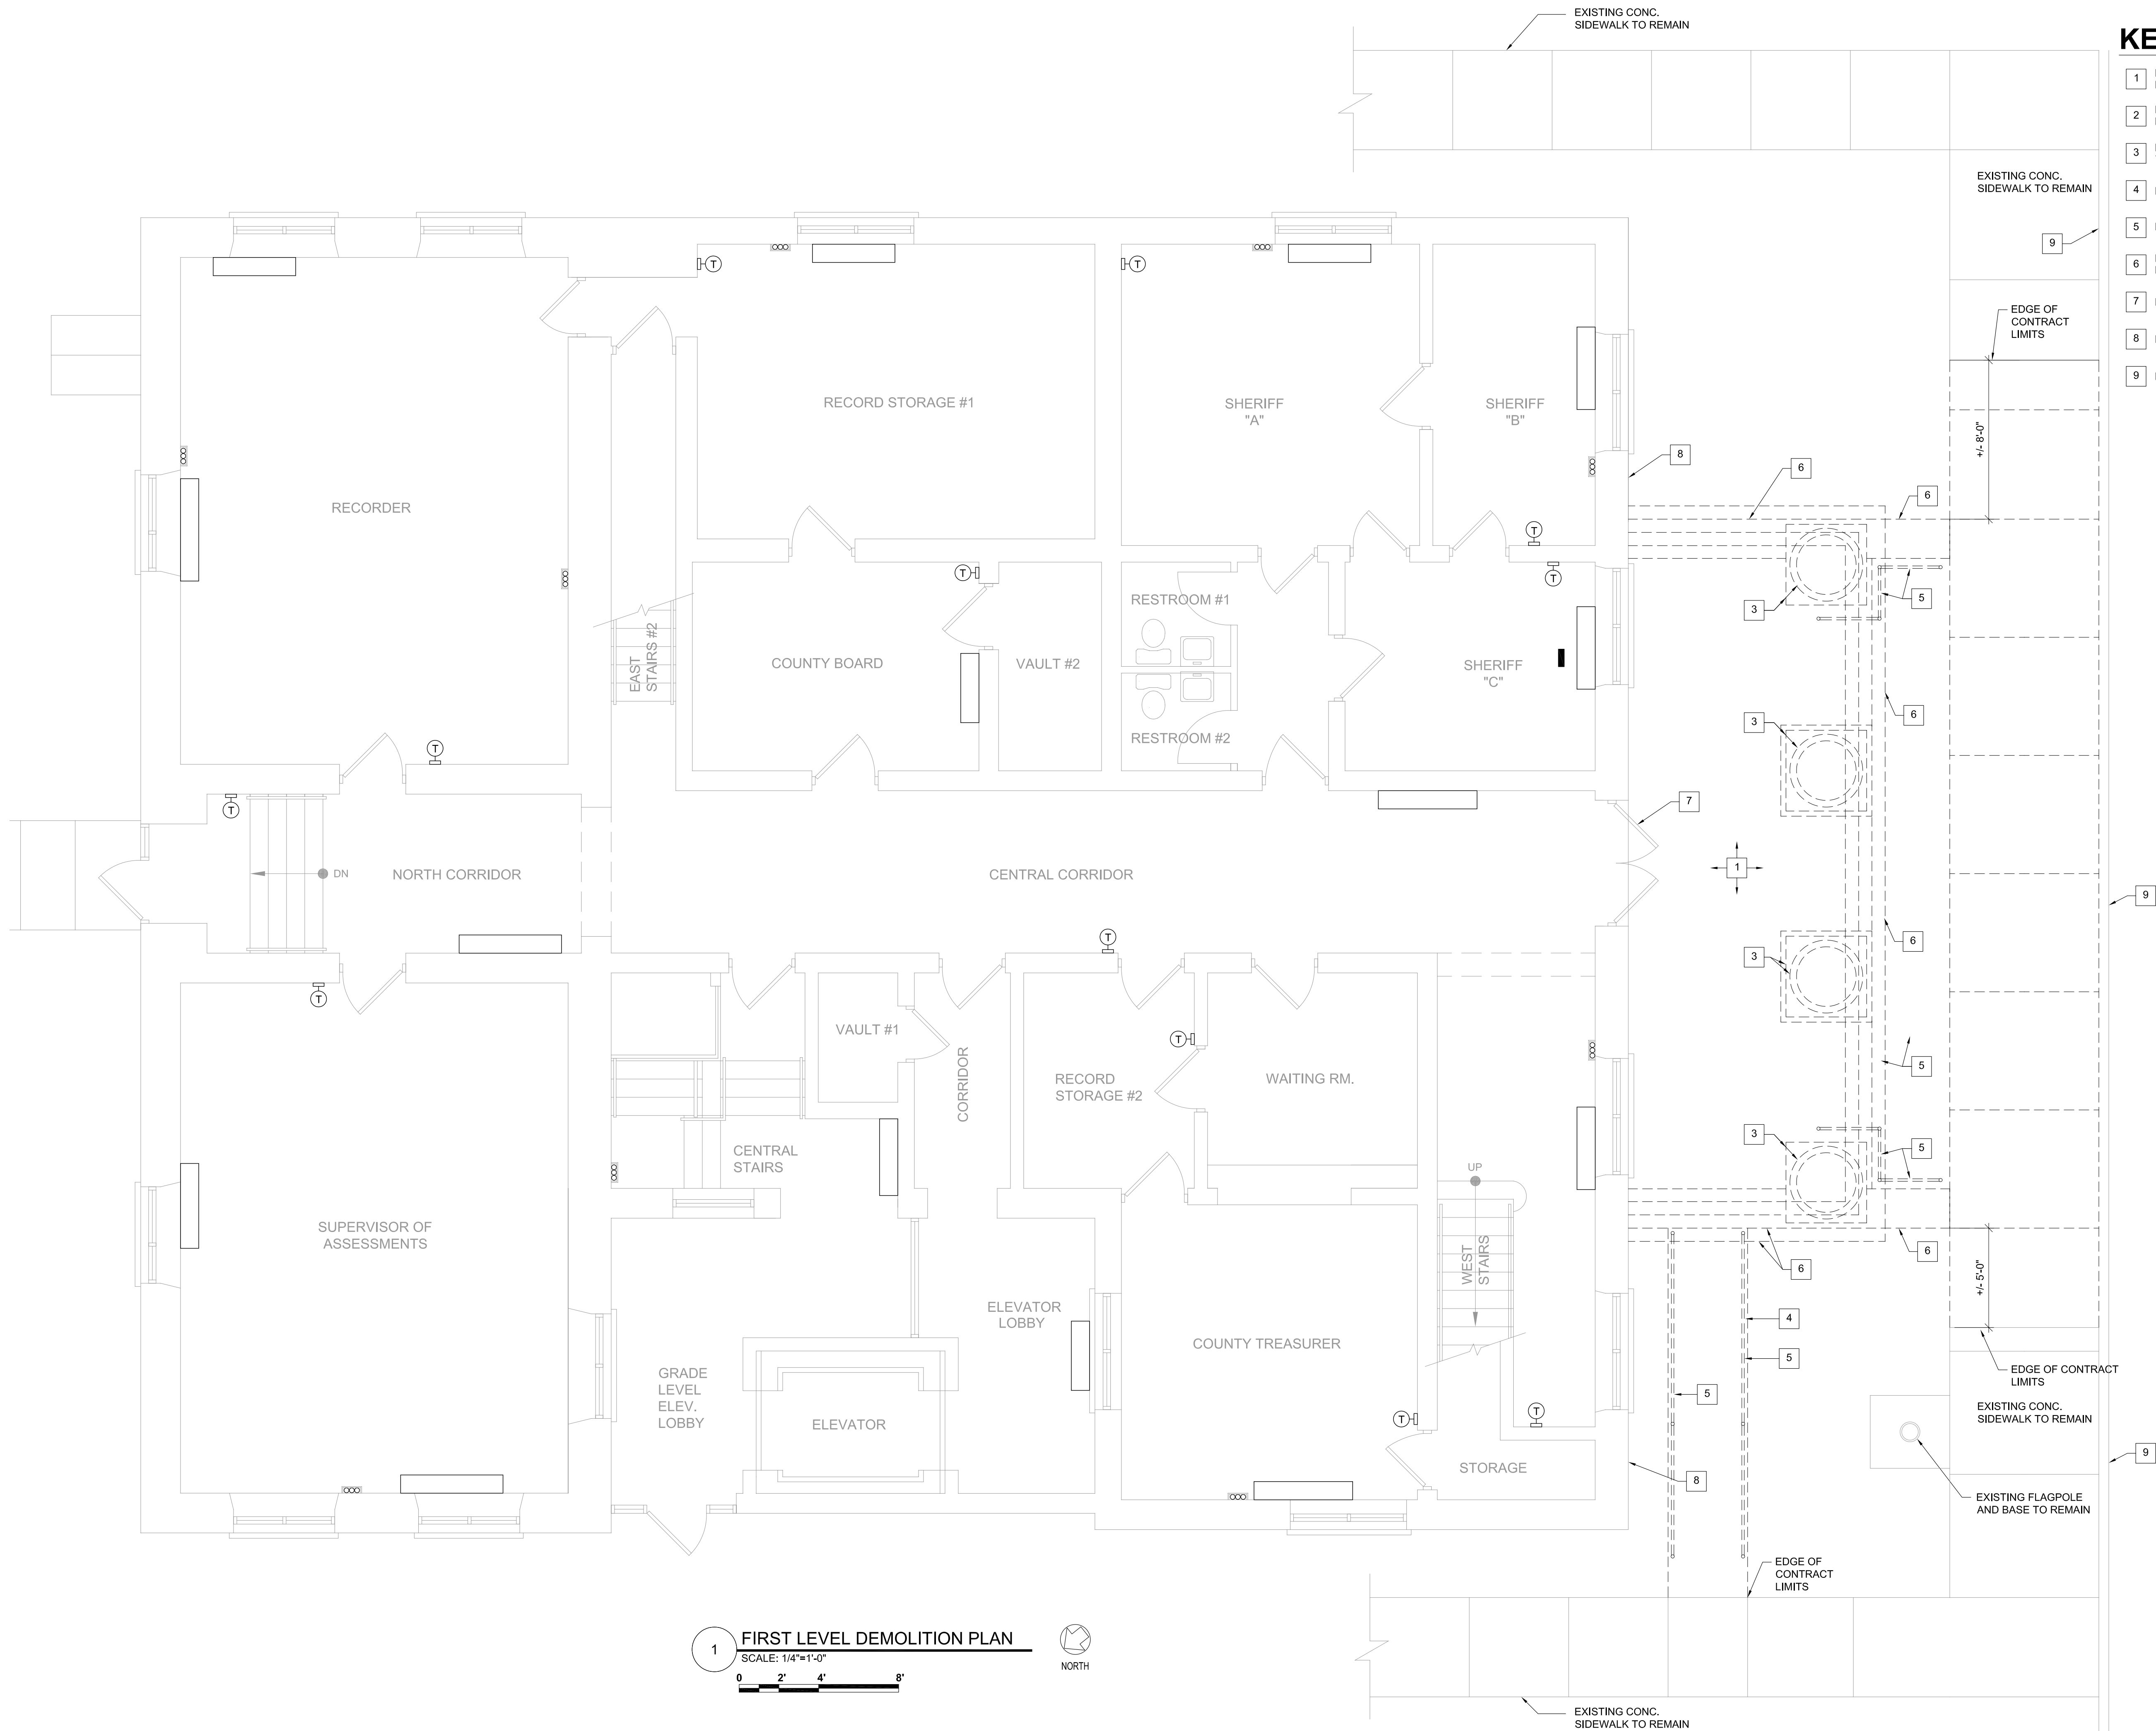 EXISTING CONC.
SIDEWALK TO REMAIN
KE
1
2
3
4
5
6
7
8
9
EXISTING CONC.
SIDEWALK TO REMAIN
9
EDGE OF
CONTRACT
LIMITS
+/- 8'-0"
T
T
RECORD STORAGE #1
SHERIFF
"A"
SHERIFF
"B"
8
6
6
RECORDER
T
T
T
3
5
RESTROOM #1
EAST
STAIRS #2
COUNTY BOARD
VAULT #2
SHERIFF
"C"
3
6
RESTROOM #2
T
T
7
DN
NORTH CORRIDOR
CENTRAL CORRIDOR
1
9
T
6
3
T
VAULT #1
T
CORRIDOR
RECORD
STORAGE #2
WAITING RM.
5
3
5
CENTRAL
STAIRS
UP
SUPERVISOR OF
ASSESSMENTS
WEST
STAIRS
6
6
+/- 5'-0"
ELEVATOR
LOBBY
COUNTY TREASURER
4
5
5
GRADE
LEVEL
ELEV.
LOBBY
ELEVATOR
EDGE OF CONTRACT
LIMITS
EXISTING CONC.
SIDEWALK TO REMAIN
T
T
9
STORAGE
8
EXISTING FLAGPOLE
AND BASE TO REMAIN
EDGE OF
CONTRACT
LIMITS
1
FIRST LEVEL DEMOLITION PLAN
SCALE: 1/4"=1'-0"
0 2' 4' 8'
NORTH
EXISTING CONC.
SIDEWALK TO REMAIN